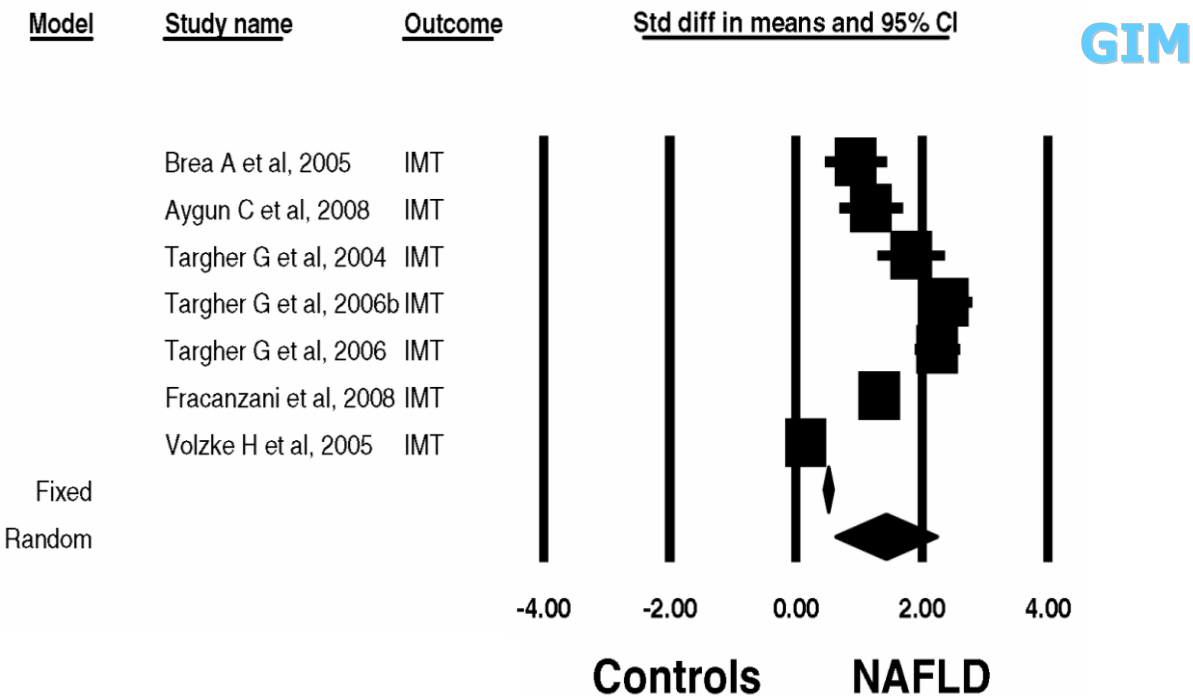 Model Study name Outcome Std diff in means and 95% CI
GIM
Brea A et al, 2005 IMT
Aygun C et al, 2008 IMT
Targher G et al, 2004 IMT
Targher G et al, 2006b IMT
Targher G et al, 2006 IMT
Fracanzani et al, 2008 IMT
Volzke H et al, 2005 IMT
Fixed
Random
-4.00 -2.00 0.00 2.00 4.00
Controls NAFLD